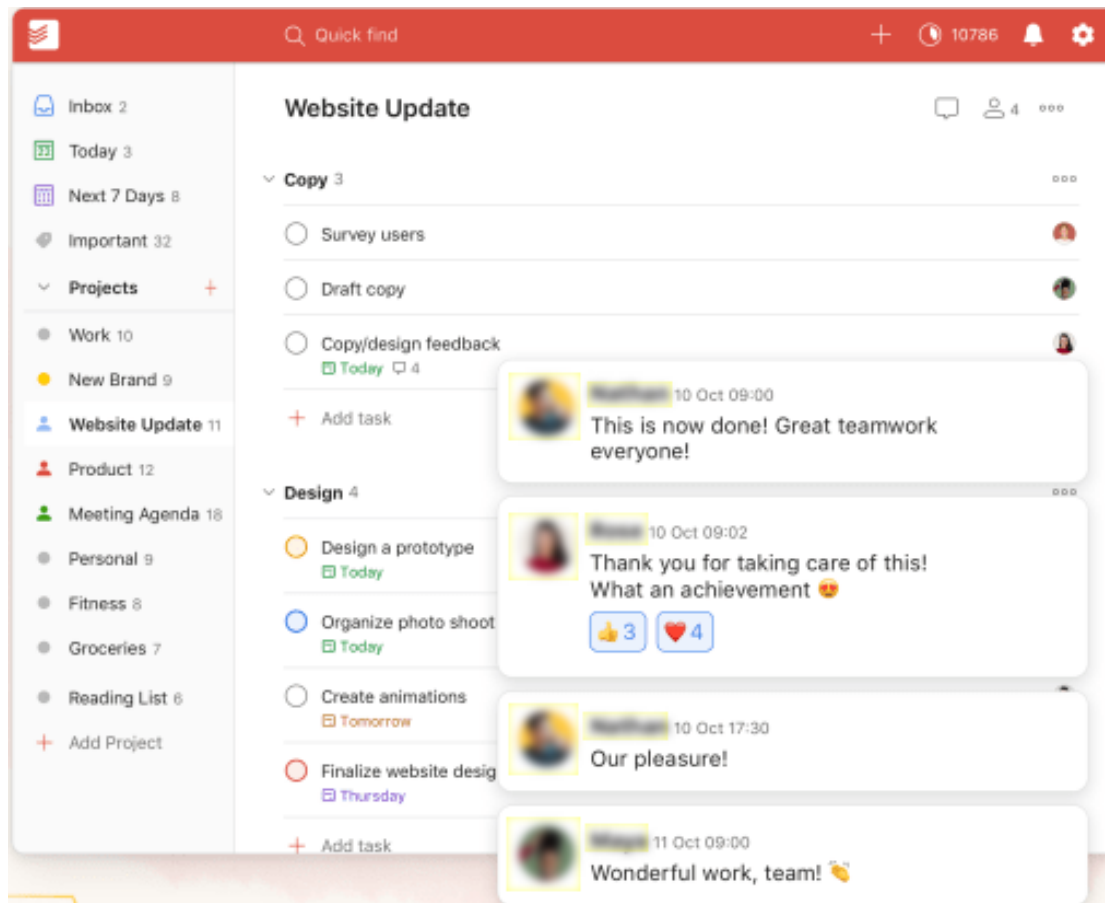 Quick find
10786
Inbox 2
Today 3
Next 7 Days 8
Important 32
Projects
Work 10
New Brand 9
Website Update 11
Product 12
Meeting Agenda 18
Personal 9
Fitness 8
Groceries 7
Reading List 6
Add Project
Website Update
4
Copy 3
Survey users
Draft copy
Copy/design feedback
Today 4
Add task
Design 4
Design a prototype
Today
Organize photo shoot
Today
Create animations
Tomorrow
Finalize website desig
Thursday
Add task
10 Oct 09:00
This is now done! Great teamwork
everyone!
10 Oct 09:02
Thank you for taking care of this!
What an achievement 😍
👍 3 ❤️ 4
10 Oct 17:30
Our pleasure!
11 Oct 09:00
Wonderful work, team! 👏